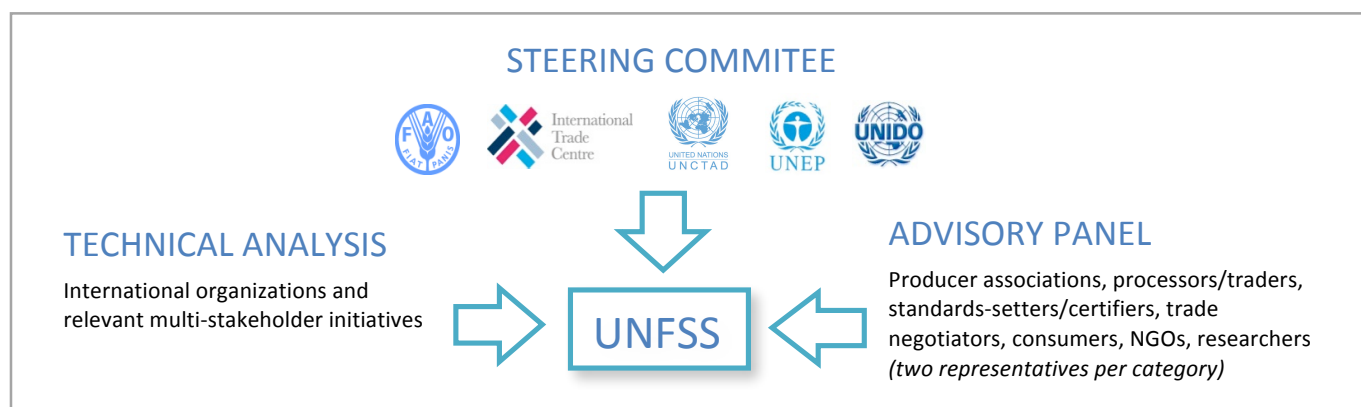 STEERING COMMITEE
F A O
FIAT PANIS
International
Trade
Centre
UNITED NATIONS
UNCTAD
UNEP
UNIDO
TECHNICAL ANALYSIS
International organizations and
relevant multi-stakeholder initiatives
UNFSS
ADVISORY PANEL
Producer associations, processors/traders,
standards-setters/certifiers, trade
negotiators, consumers, NGOs, researchers
(two representatives per category)